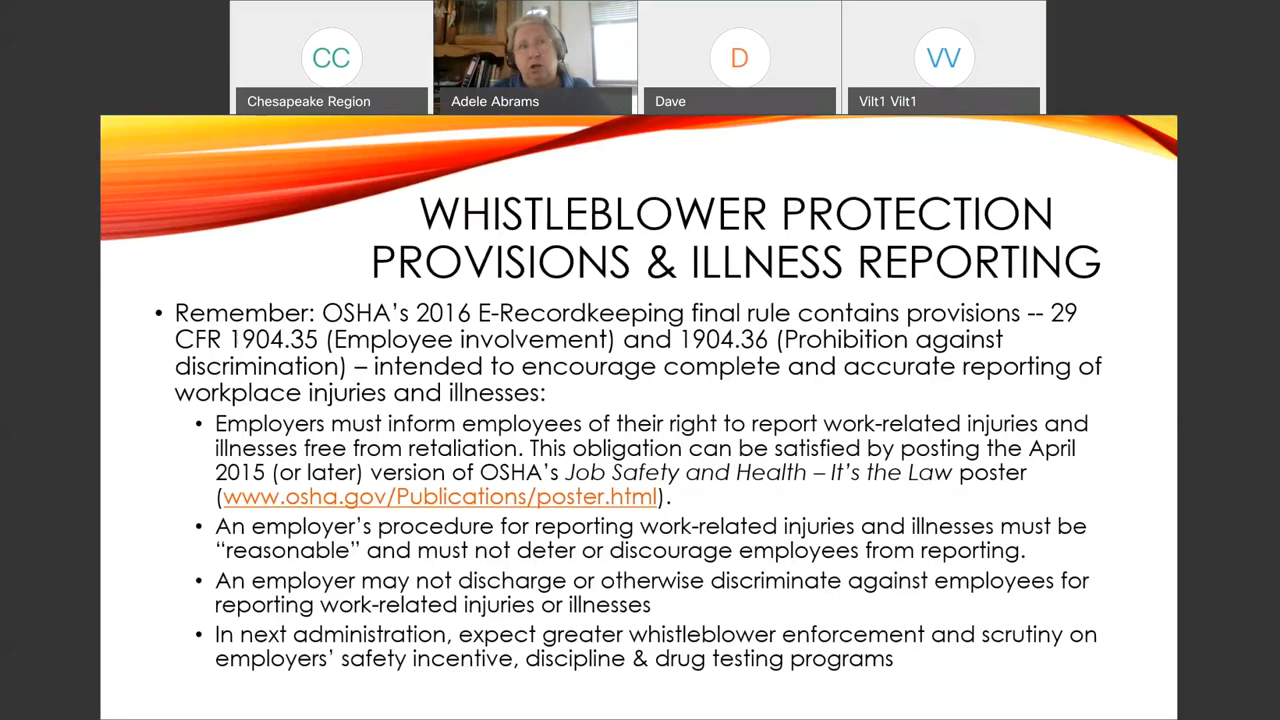 CC
D
VV
Chesapeake Region
Adele Abrams
Dave
Vilt1 Vilt1
WHISTLEBLOWER PROTECTION
PROVISIONS & ILLNESS REPORTING
• Remember: OSHA’s 2016 E-Recordkeeping final rule contains provisions -- 29
CFR 1904.35 (Employee involvement) and 1904.36 (Prohibition against
discrimination) – intended to encourage complete and accurate reporting of
workplace injuries and illnesses:
• Employers must inform employees of their right to report work-related injuries and
illnesses free from retaliation. This obligation can be satisfied by posting the April
2015 (or later) version of OSHA’s Job Safety and Health – It’s the Law poster
(www.osha.gov/Publications/poster.html).
• An employer’s procedure for reporting work-related injuries and illnesses must be
“reasonable” and must not deter or discourage employees from reporting.
• An employer may not discharge or otherwise discriminate against employees for
reporting work-related injuries or illnesses
• In next administration, expect greater whistleblower enforcement and scrutiny on
employers’ safety incentive, discipline & drug testing programs